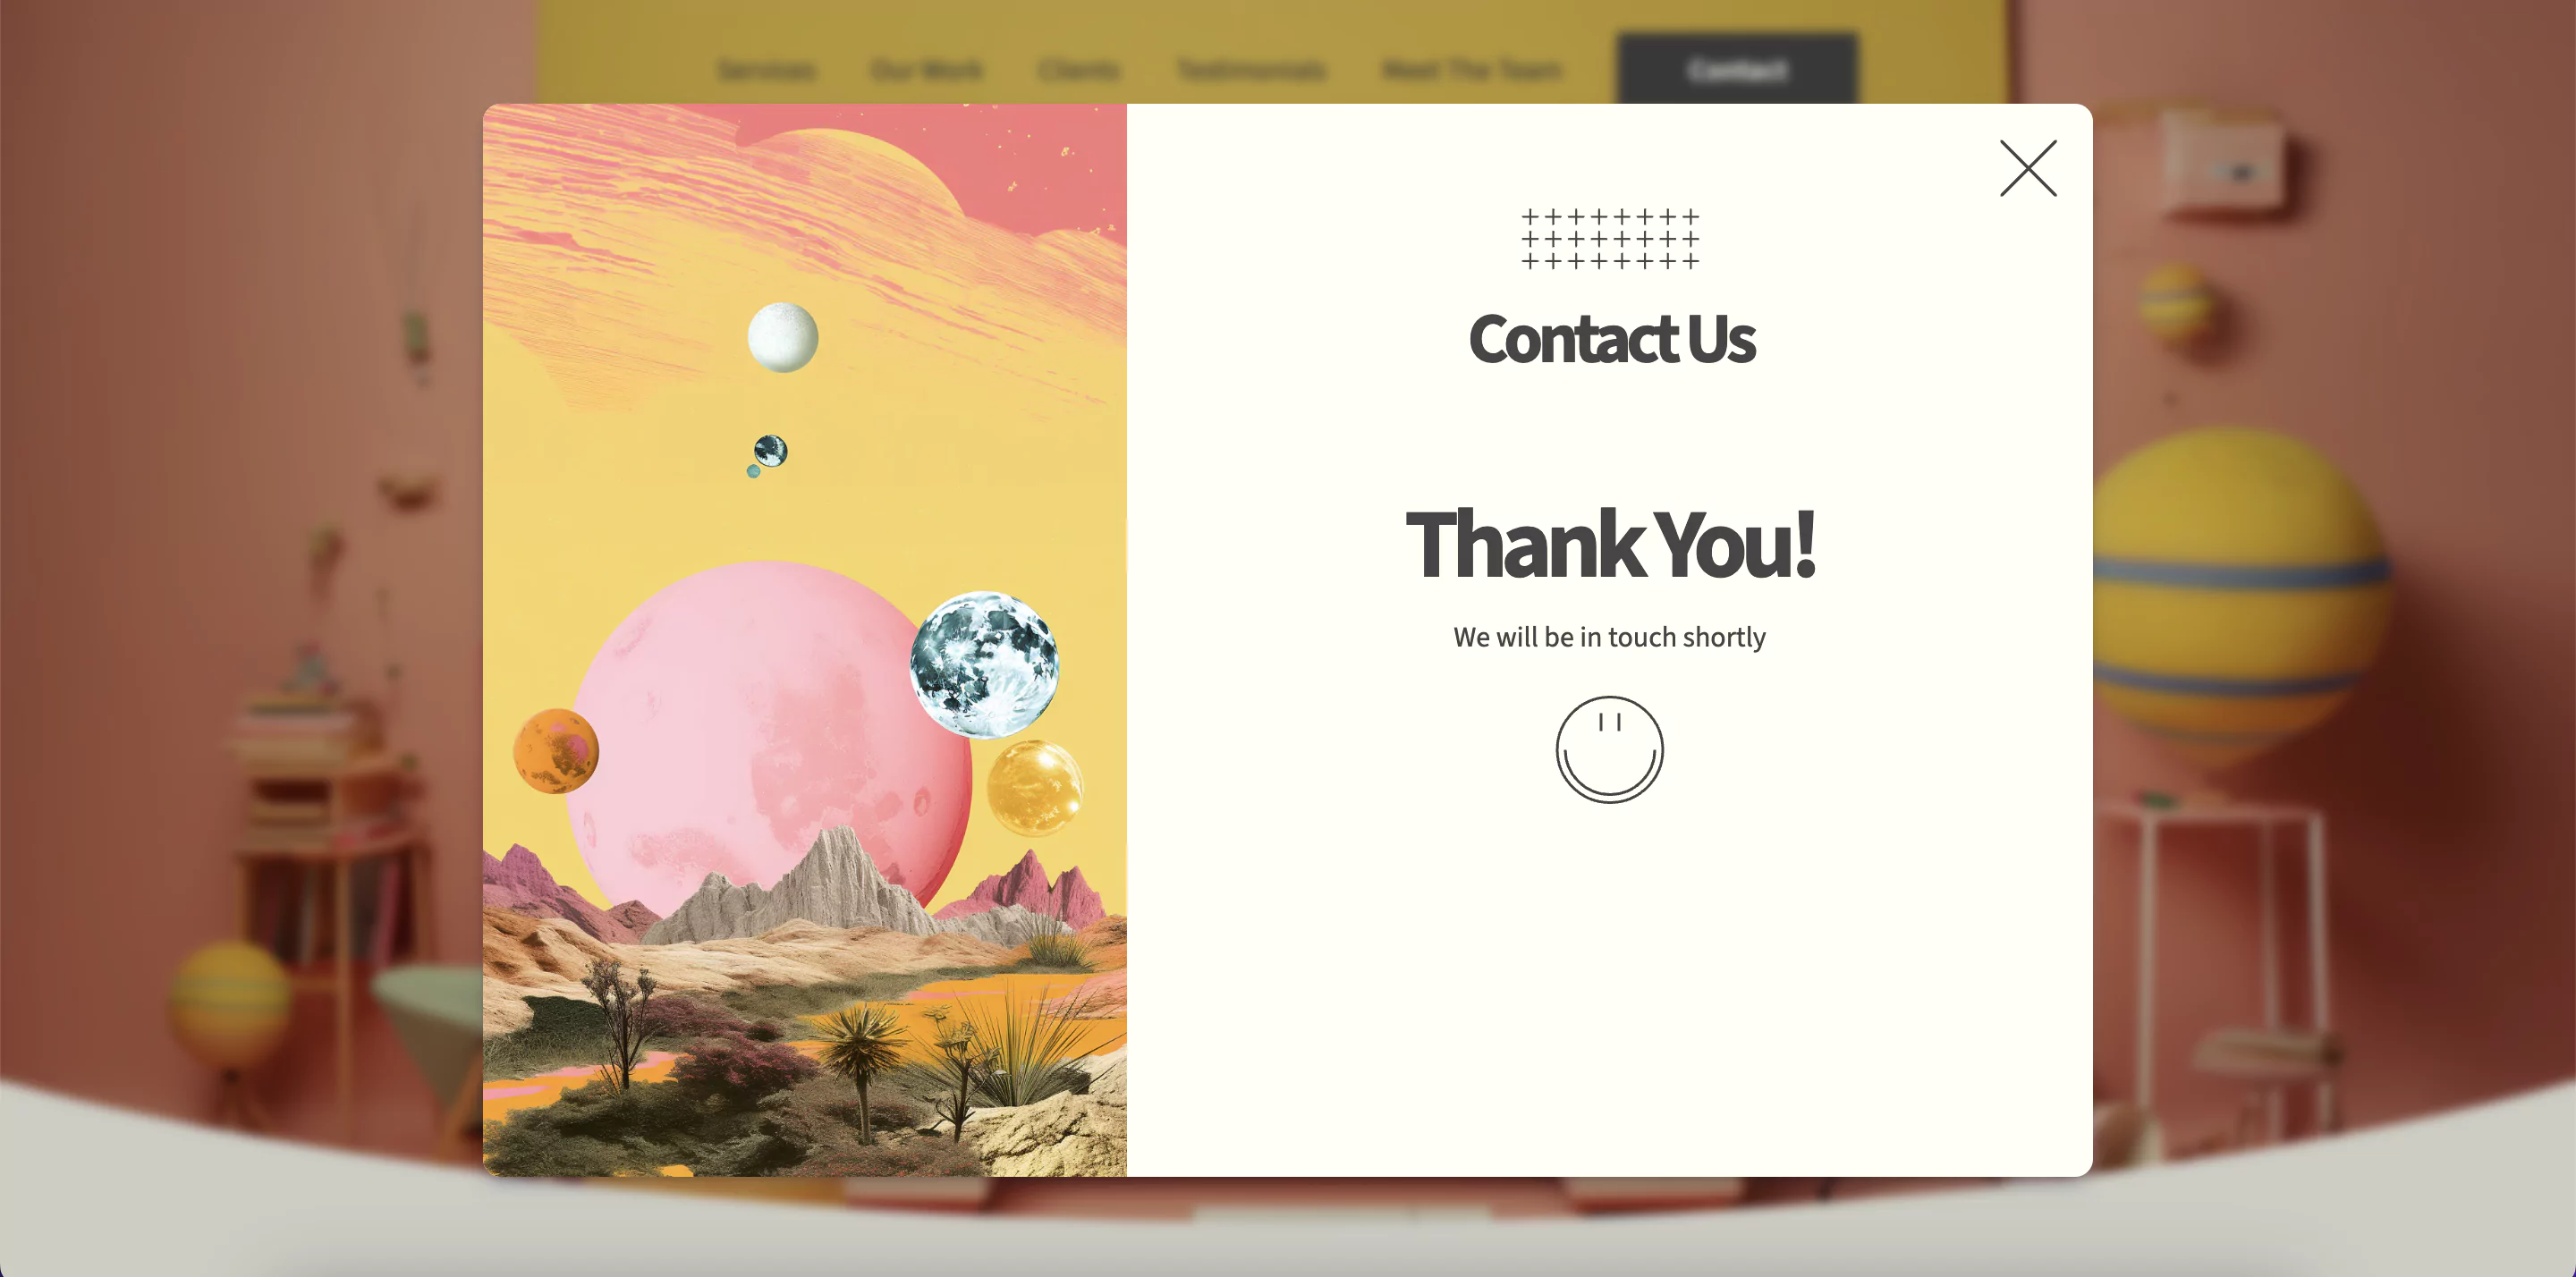 Services Our Work Clients Testimonials Meet The Team Contact
Contact Us
Thank You!
We will be in touch shortly